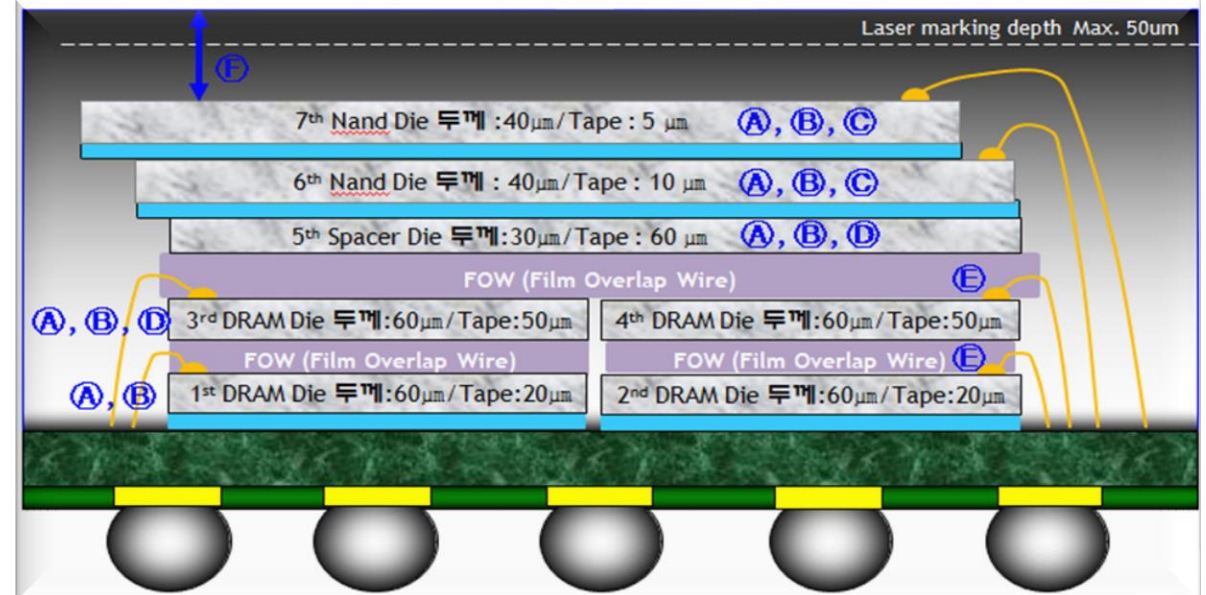 Laser marking depth Max. 50um
Ⓕ
7th Nand Die 두께 :40㎛/Tape : 5 ㎛ Ⓐ, Ⓑ, Ⓒ
6th Nand Die 두께 : 40㎛/Tape : 10 ㎛ Ⓐ, Ⓑ, Ⓒ
5th Spacer Die 두께:30㎛/Tape : 60 ㎛ Ⓐ, Ⓑ, Ⓓ
FOW (Film Overlap Wire) Ⓔ
Ⓐ, Ⓑ, Ⓓ 3rd DRAM Die 두께:60㎛/Tape:50㎛ 4th DRAM Die 두께:60㎛/Tape:50㎛
FOW (Film Overlap Wire) FOW (Film Overlap Wire) Ⓔ
Ⓐ, Ⓑ 1st DRAM Die 두께:60㎛/Tape:20㎛ 2nd DRAM Die 두께:60㎛/Tape:20㎛